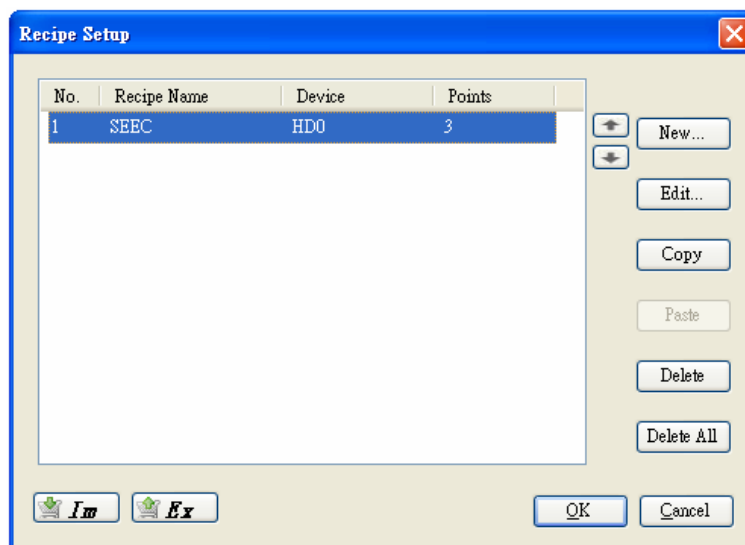 Recipe Setup
No. Recipe Name Device Points
1 SEEC HD0 3
New...
Edit...
Copy
Paste
Delete
Delete All
Im Ex OK Cancel